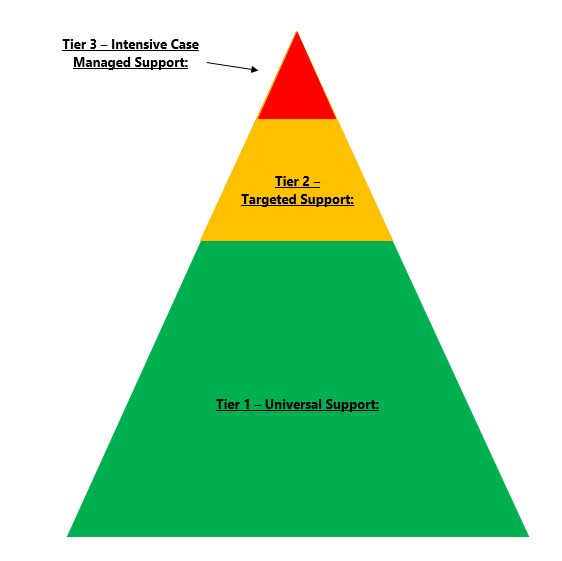 Tier 3 – Intensive Case
Managed Support:
Tier 2 –
Targeted Support:
Tier 1 – Universal Support: